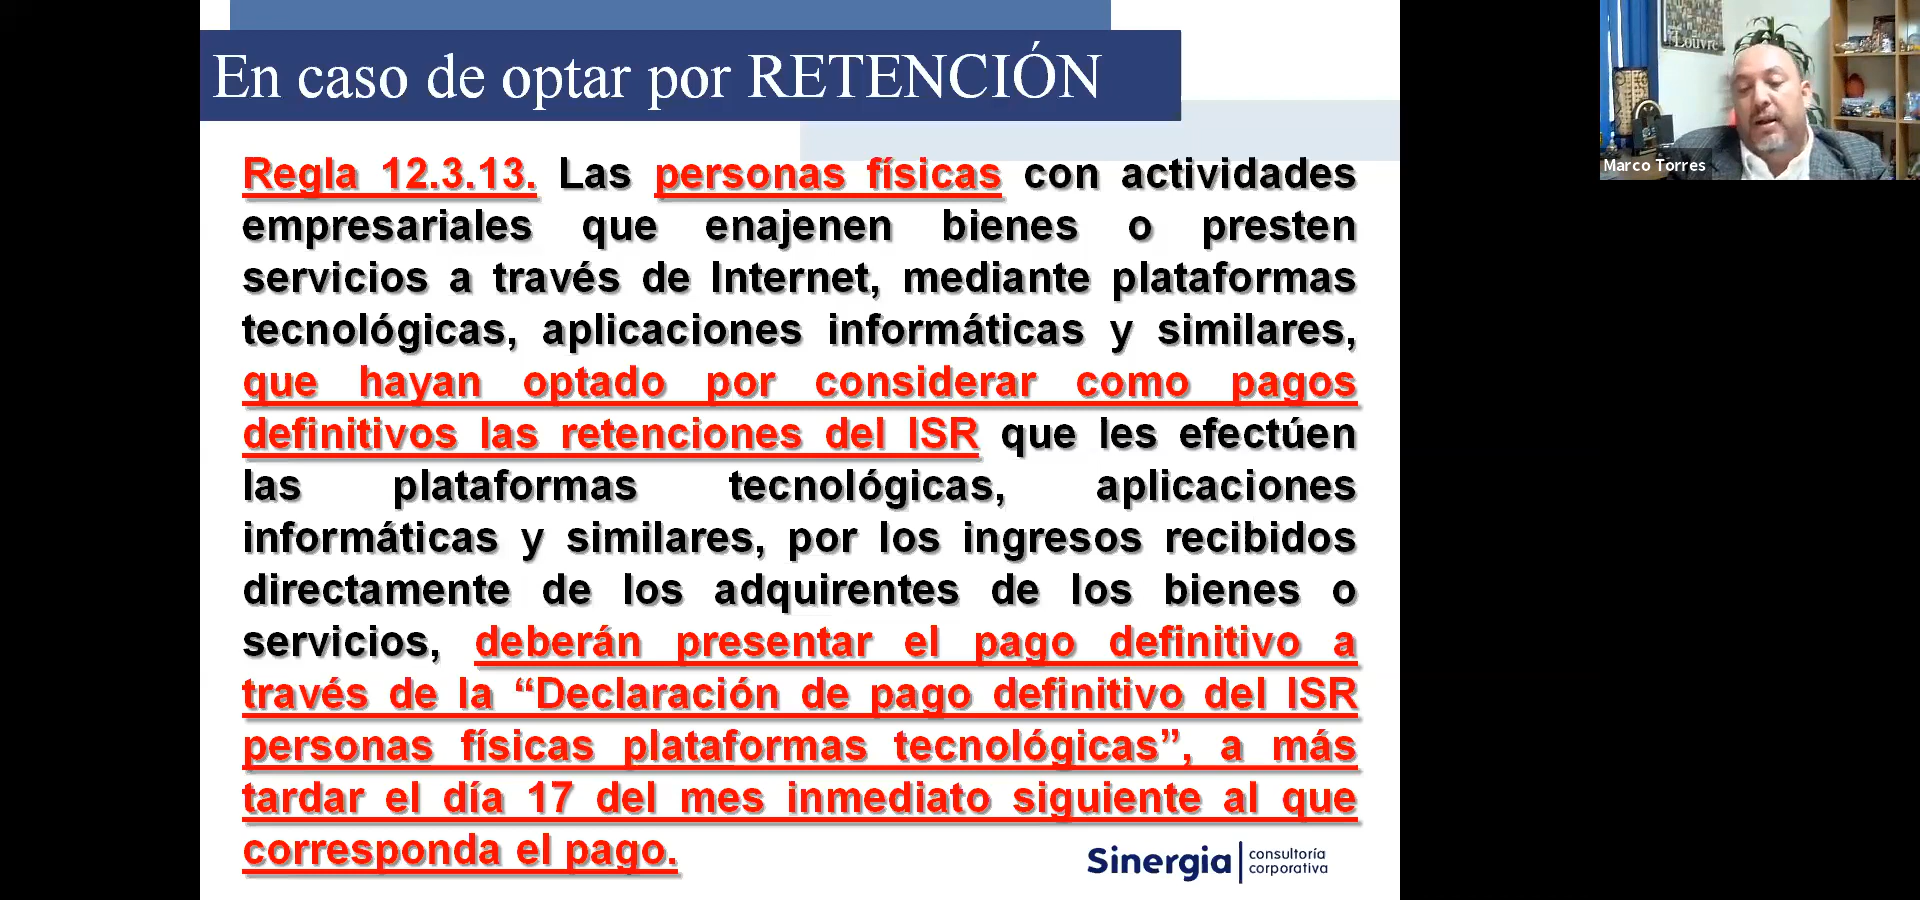 En caso de optar por RETENCIÓN
Regla 12.3.13. Las personas físicas con actividades
empresariales que enajenen bienes o presten
servicios a través de Internet, mediante plataformas
tecnológicas, aplicaciones informáticas y similares,
que hayan optado por considerar como pagos
definitivos las retenciones del ISR que les efectúen
las plataformas tecnológicas, aplicaciones
informáticas y similares, por los ingresos recibidos
directamente de los adquirentes de los bienes o
servicios, deberán presentar el pago definitivo a
través de la “Declaración de pago definitivo del ISR
personas físicas plataformas tecnológicas”, a más
tardar el día 17 del mes inmediato siguiente al que
corresponda el pago.
Sinergia
consultoría
corporativa
Louvre
Marco Torres